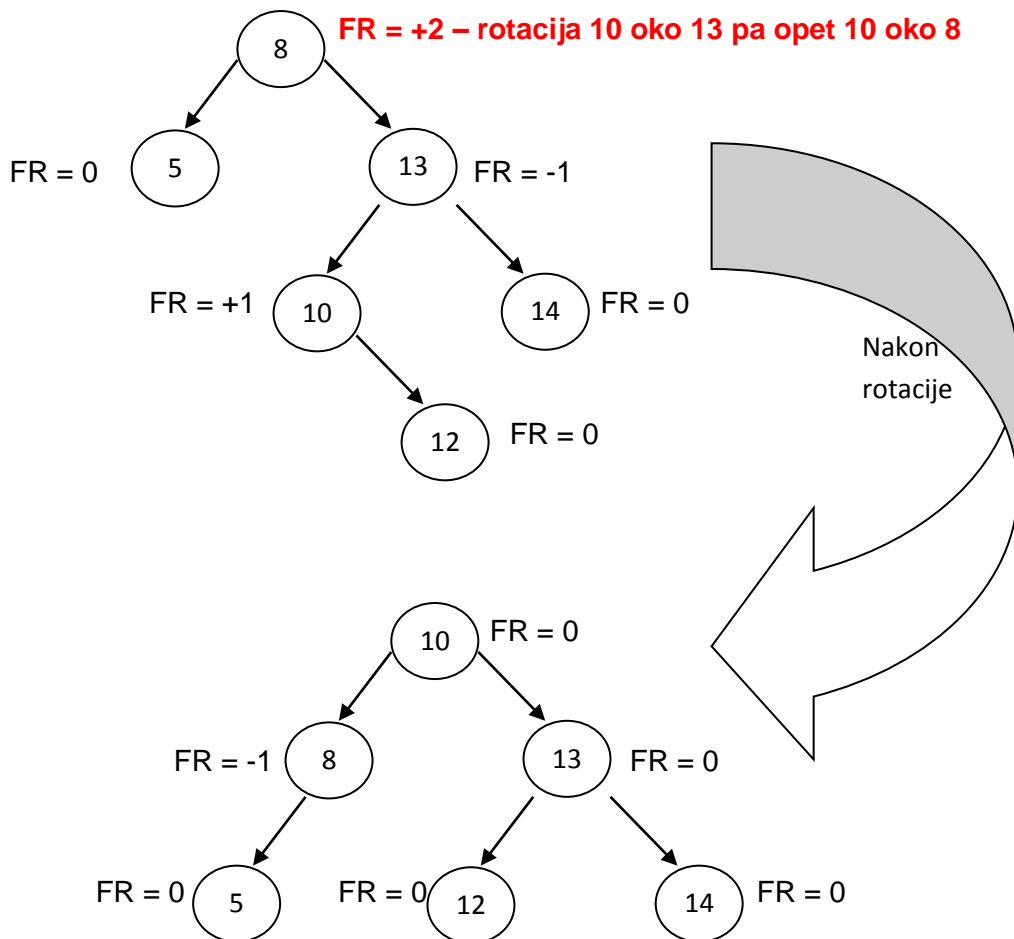 FR = +2 – rotacija 10 oko 13 pa opet 10 oko 8
8
FR = 0
5
13
FR = -1
FR = +1
10
14
FR = 0
Nakon
rotacije
12
FR = 0
10
FR = 0
FR = -1
8
13
FR = 0
FR = 0
5
FR = 0
12
14
FR = 0